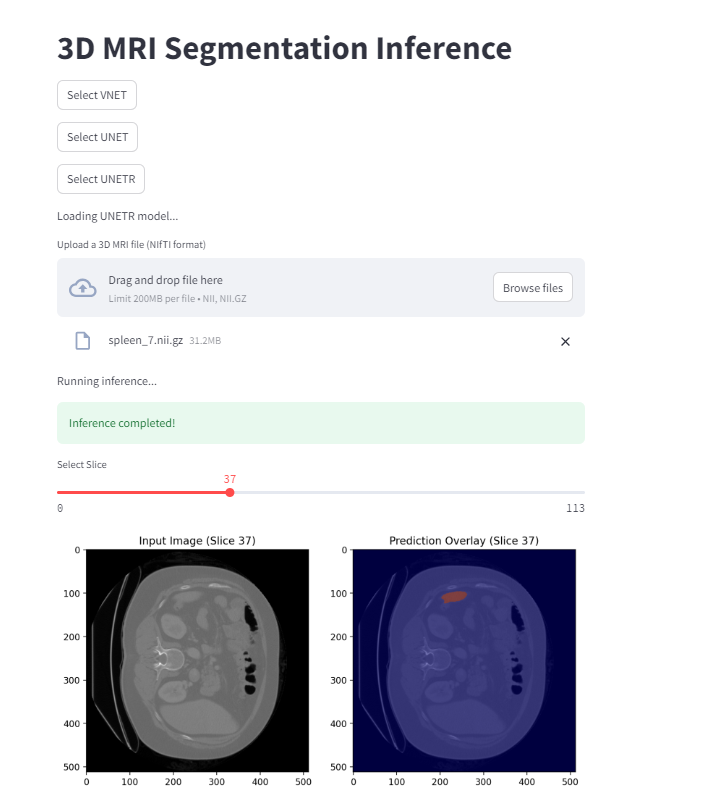 3D MRI Segmentation Inference
Select VNET
Select UNET
Select UNETR
Loading UNETR model...
Upload a 3D MRI file (NIfTI format)
Drag and drop file here
Limit 200MB per file • NII, NII.GZ
Browse files
spleen_7.nii.gz 31.2MB
Running inference...
Inference completed!
Select Slice
37
0 113
Input Image (Slice 37) Prediction Overlay (Slice 37)
0 0
100 100
200 200
300 300
400 400
500 500
0 100 200 300 400 500 0 100 200 300 400 500